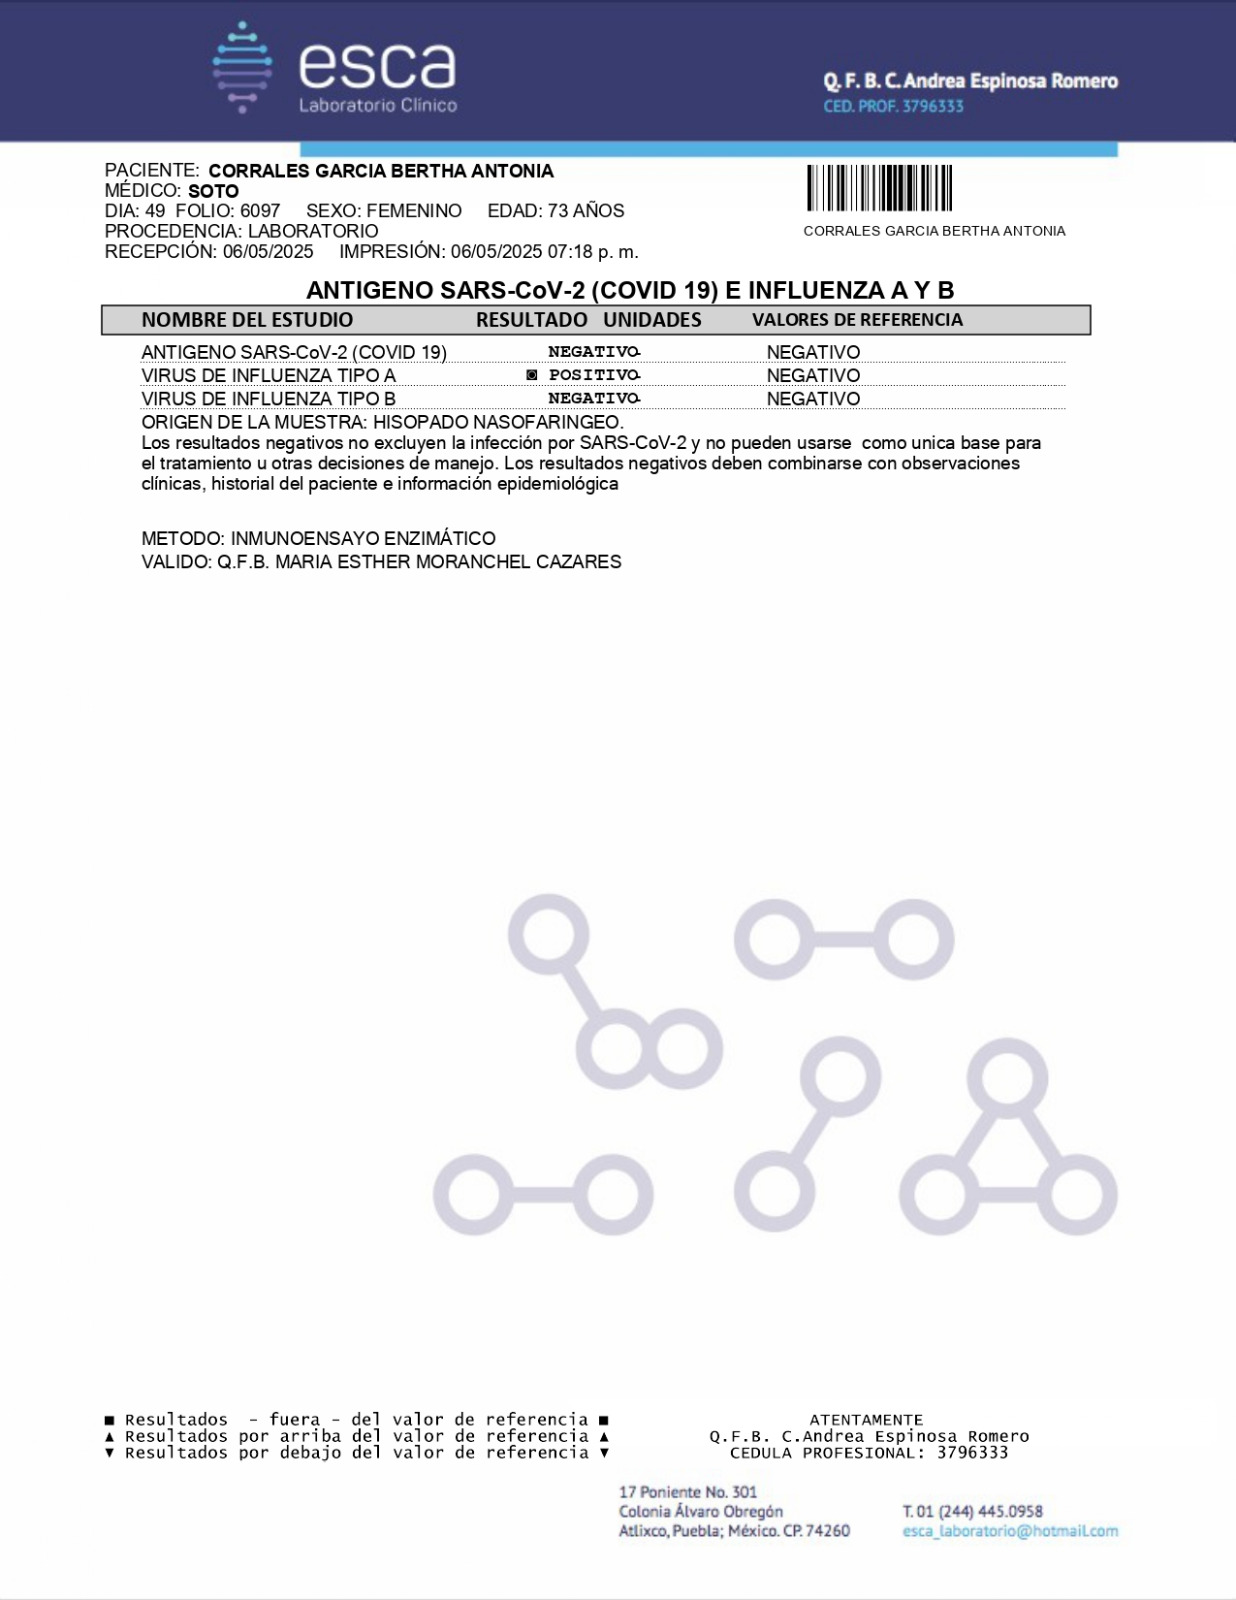 esca
Laboratorio Clínico
Q. F. B. C. Andrea Espinosa Romero
CED. PROF. 3796333
PACIENTE: CORRALES GARCIA BERTHA ANTONIA
MÉDICO: SOTO
DIA: 49 FOLIO: 6097 SEXO: FEMENINO EDAD: 73 AÑOS
PROCEDENCIA: LABORATORIO
RECEPCIÓN: 06/05/2025 IMPRESIÓN: 06/05/2025 07:18 p. m.
CORRALES GARCIA BERTHA ANTONIA
ANTIGENO SARS-CoV-2 (COVID 19) E INFLUENZA A Y B
NOMBRE DEL ESTUDIO RESULTADO UNIDADES VALORES DE REFERENCIA
ANTIGENO SARS-CoV-2 (COVID 19) NEGATIVO- NEGATIVO
VIRUS DE INFLUENZA TIPO A ◙ POSITIVO- NEGATIVO
VIRUS DE INFLUENZA TIPO B NEGATIVO- NEGATIVO
ORIGEN DE LA MUESTRA: HISOPADO NASOFARINGEO.
Los resultados negativos no excluyen la infección por SARS-CoV-2 y no pueden usarse como unica base para
el tratamiento u otras decisiones de manejo. Los resultados negativos deben combinarse con observaciones
clínicas, historial del paciente e información epidemiológica
METODO: INMUNOENSAYO ENZIMÁTICO
VALIDO: Q.F.B. MARIA ESTHER MORANCHEL CAZARES
■ Resultados - fuera - del valor de referencia ■
▲ Resultados por arriba del valor de referencia ▲
▼ Resultados por debajo del valor de referencia ▼
ATENTAMENTE
Q.F.B. C.Andrea Espinosa Romero
CEDULA PROFESIONAL: 3796333
17 Poniente No. 301
Colonia Álvaro Obregón
Atlixco, Puebla; México. CP. 74260
T. 01 (244) 445.0958
esca_laboratorio@hotmail.com